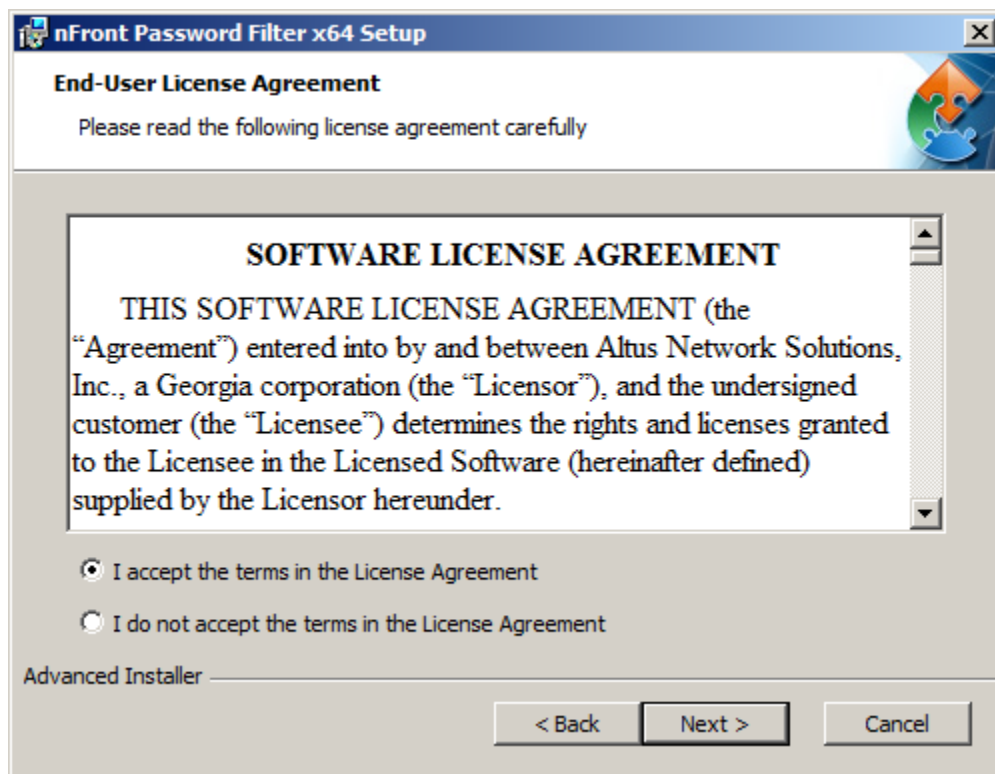 nFront Password Filter x64 Setup
End-User License Agreement
Please read the following license agreement carefully
SOFTWARE LICENSE AGREEMENT
THIS SOFTWARE LICENSE AGREEMENT (the
“Agreement”) entered into by and between Altus Network Solutions,
Inc., a Georgia corporation (the “Licensor”), and the undersigned
customer (the “Licensee”) determines the rights and licenses granted
to the Licensee in the Licensed Software (hereinafter defined)
supplied by the Licensor hereunder.
I accept the terms in the License Agreement
I do not accept the terms in the License Agreement
Advanced Installer
< Back Next > Cancel